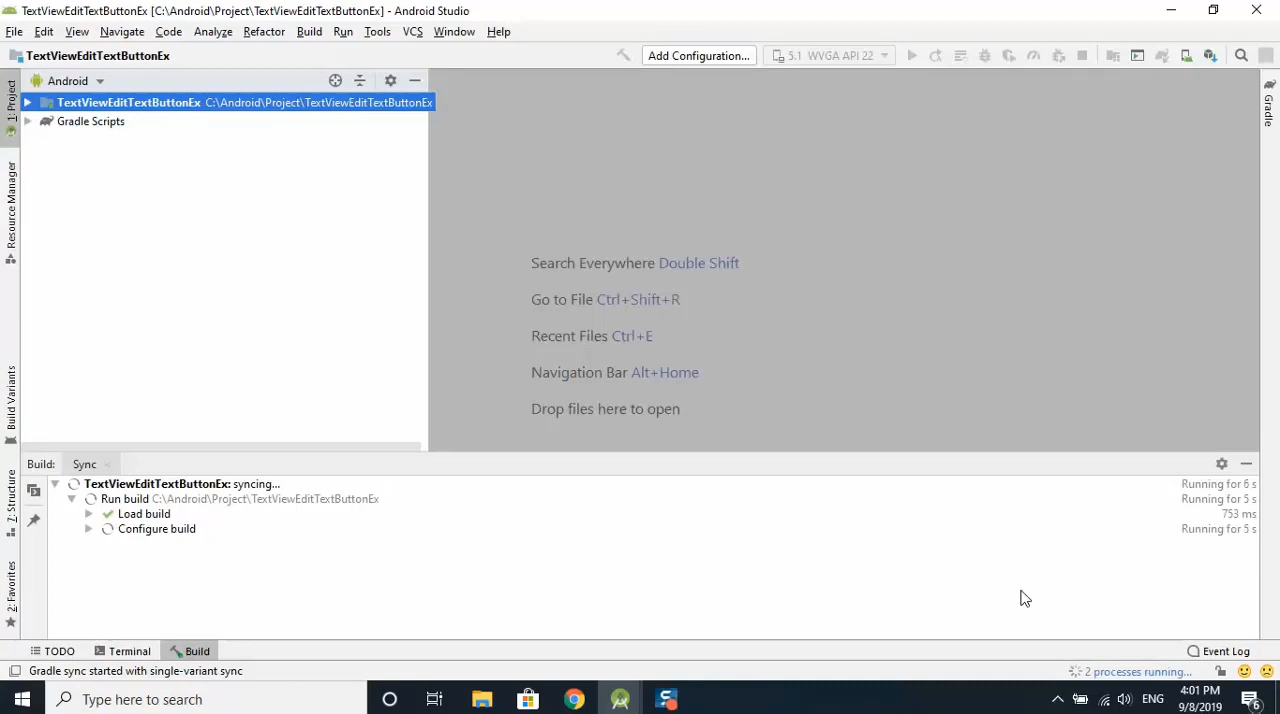 TextViewEditTextButtonEx [C:\Android\Project\TextViewEditTextButtonEx] - Android Studio
File Edit View Navigate Code Analyze Refactor Build Run Tools VCS Window Help
TextViewEditTextButtonEx Add Configuration... 5.1 WVGA API 22
Android
TextViewEditTextButtonEx C:\Android\Project\TextViewEditTextButtonEx
Gradle Scripts
1: Project
Resource Manager
Build Variants
7: Structure
2: Favorites
Gradle
Search Everywhere Double Shift
Go to File Ctrl+Shift+R
Recent Files Ctrl+E
Navigation Bar Alt+Home
Drop files here to open
Build: Sync
TextViewEditTextButtonEx: syncing... Running for 6 s
Run build C:\Android\Project\TextViewEditTextButtonEx Running for 5 s
Load build 753 ms
Configure build Running for 5 s
TODO Terminal Build Event Log
Gradle sync started with single-variant sync 2 processes running...
Type here to search ENG 4:01 PM
9/8/2019 6